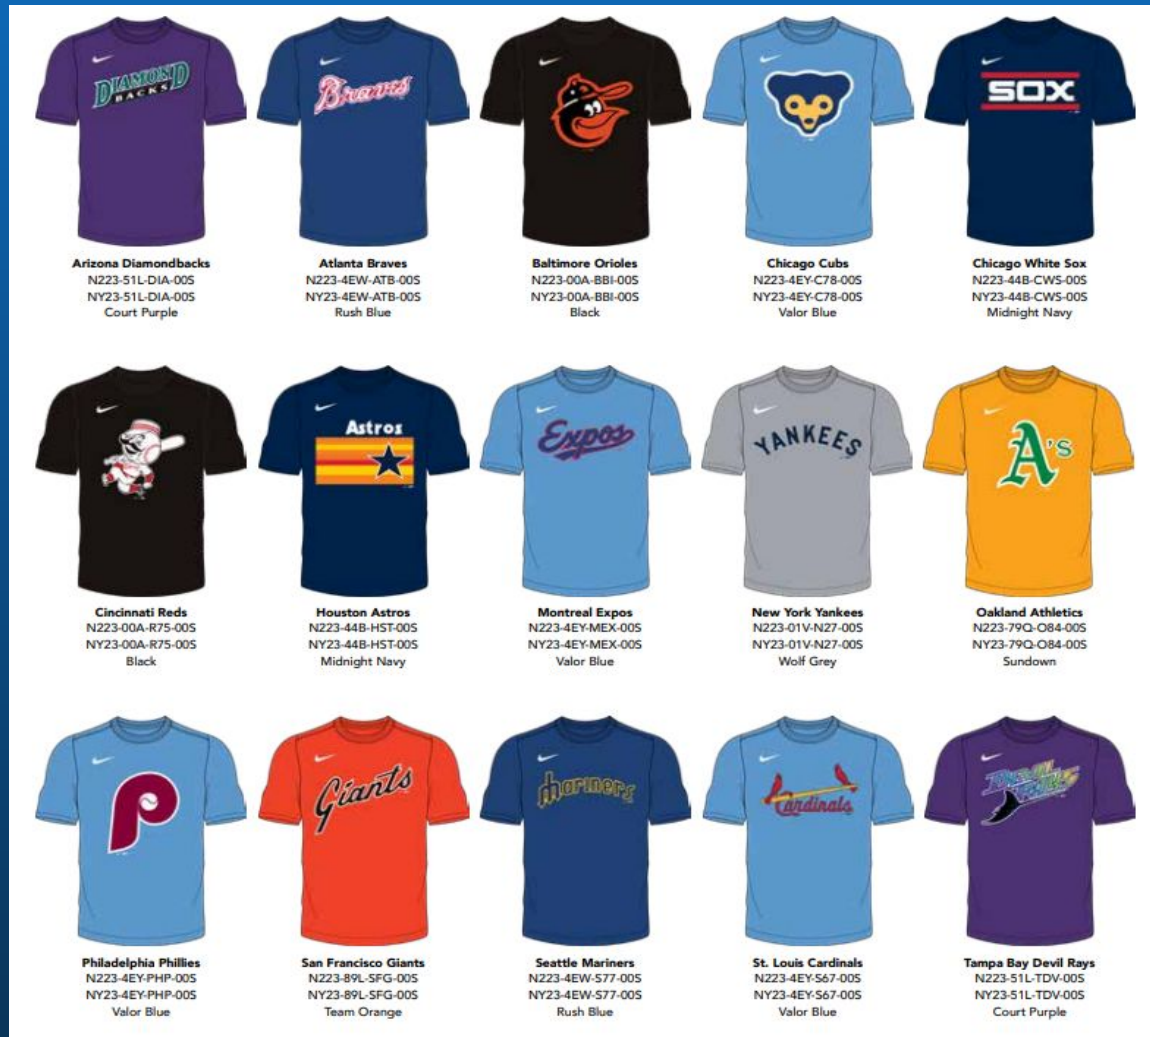 DIAMOND
BACKS
Braves
SOX
Arizona Diamondbacks
N223-51L-DIA-00S
NY23-51L-DIA-00S
Court Purple
Atlanta Braves
N223-4EW-ATB-00S
NY23-4EW-ATB-00S
Rush Blue
Baltimore Orioles
N223-00A-BBI-00S
NY23-00A-BBI-00S
Black
Chicago Cubs
N223-4EY-C78-00S
NY23-4EY-C78-00S
Valor Blue
Chicago White Sox
N223-44B-CWS-00S
NY23-44B-CWS-00S
Midnight Navy
Astros
Expos
YANKEES
A's
Cincinnati Reds
N223-00A-R75-00S
NY23-00A-R75-00S
Black
Houston Astros
N223-44B-HST-00S
NY23-44B-HST-00S
Midnight Navy
Montreal Expos
N223-4EY-MEX-00S
NY23-4EY-MEX-00S
Valor Blue
New York Yankees
N223-01V-N27-00S
NY23-01V-N27-00S
Wolf Grey
Oakland Athletics
N223-79Q-O84-00S
NY23-79Q-O84-00S
Sundown
P
Giants
mariners
Cardinals
Philadelphia Phillies
N223-4EY-PHP-00S
NY23-4EY-PHP-00S
Valor Blue
San Francisco Giants
N223-89L-SFG-00S
NY23-89L-SFG-00S
Team Orange
Seattle Mariners
N223-4EW-S77-00S
NY23-4EW-S77-00S
Rush Blue
St. Louis Cardinals
N223-4EY-S67-00S
NY23-4EY-S67-00S
Valor Blue
Tampa Bay Devil Rays
N223-51L-TDV-00S
NY23-51L-TDV-00S
Court Purple